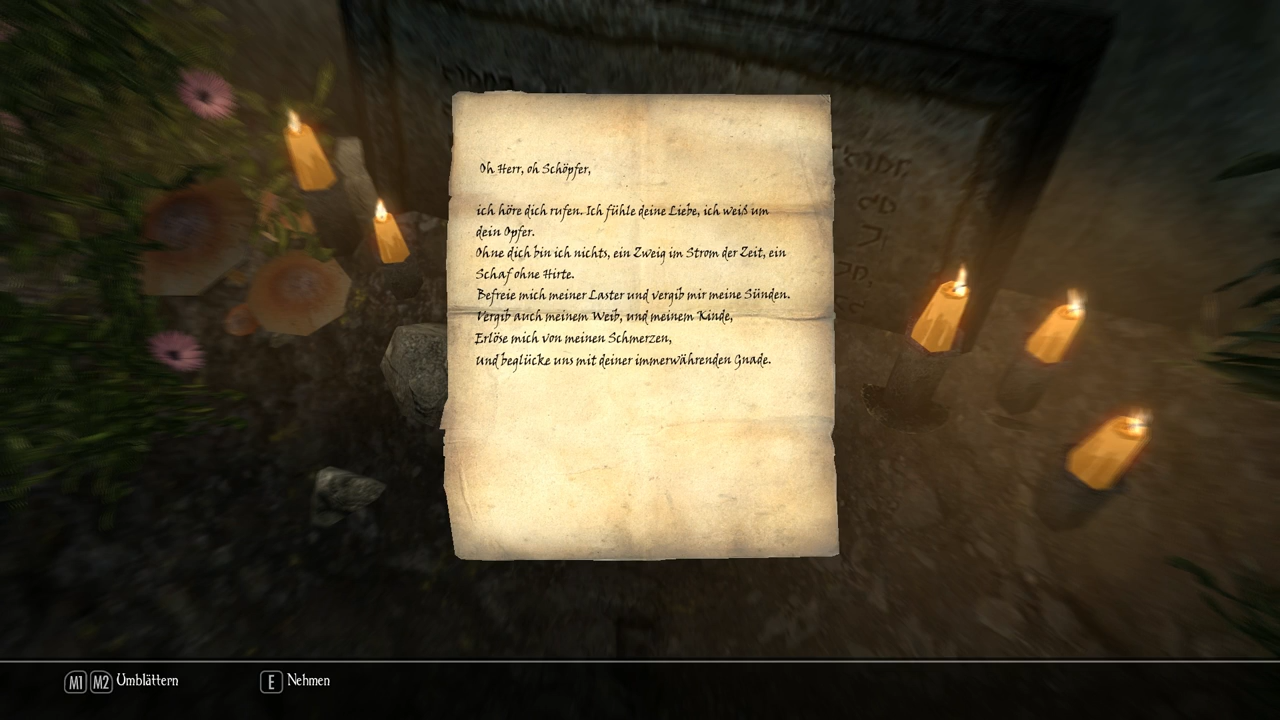 Oh Herr, oh Schöpfer,
ich höre dich rufen. Ich fühle deine Liebe, ich weiß um
dein Opfer.
Ohne dich bin ich nichts, ein Zweig im Strom der Zeit, ein
Schaf ohne Hirte.
Befreie mich meiner Laster und vergib mir meine Sünden.
Vergib auch meinem Weib, und meinem Kinde,
Erlöse mich von meinen Schmerzen,
Und beglücke uns mit deiner immerwährenden Gnade.
M1 M2 Umblättern
E Nehmen